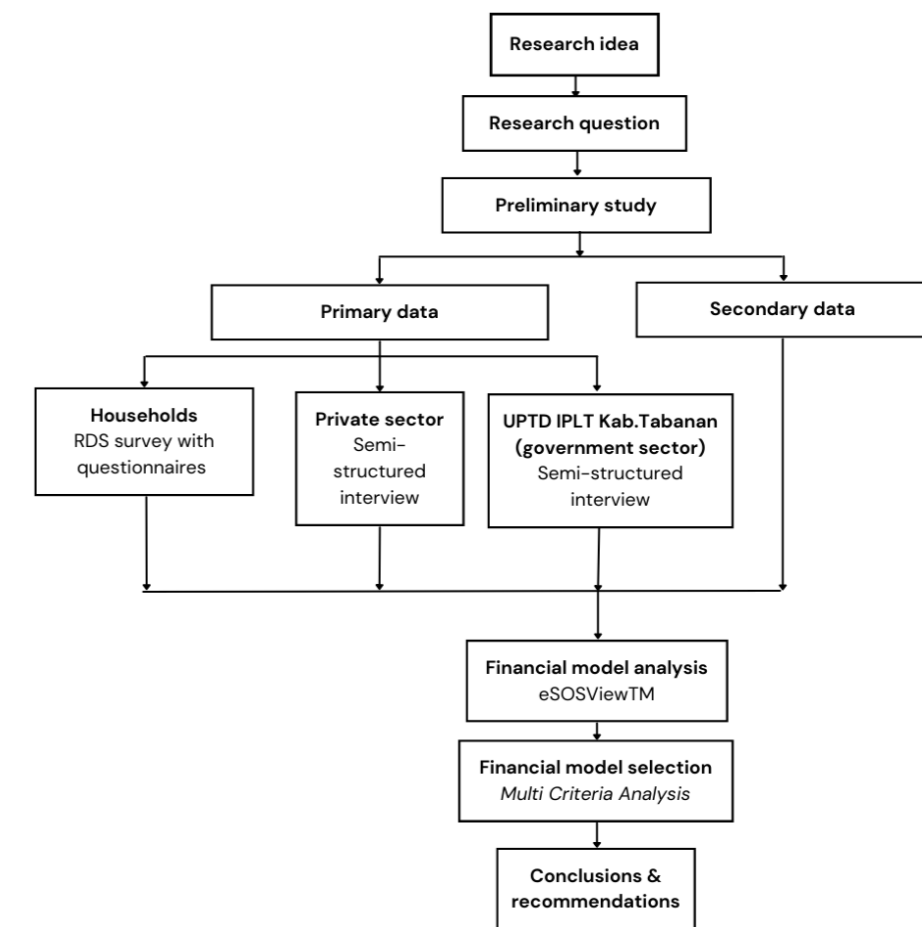 Research idea
Research question
Preliminary study
Primary data
Secondary data
Households
RDS survey with
questionnaires
Private sector
Semi-
structured
interview
UPTD IPLT Kab.Tabanan
(government sector)
Semi-structured
interview
Financial model analysis
eSOSViewTM
Financial model selection
Multi Criteria Analysis
Conclusions &
recommendations